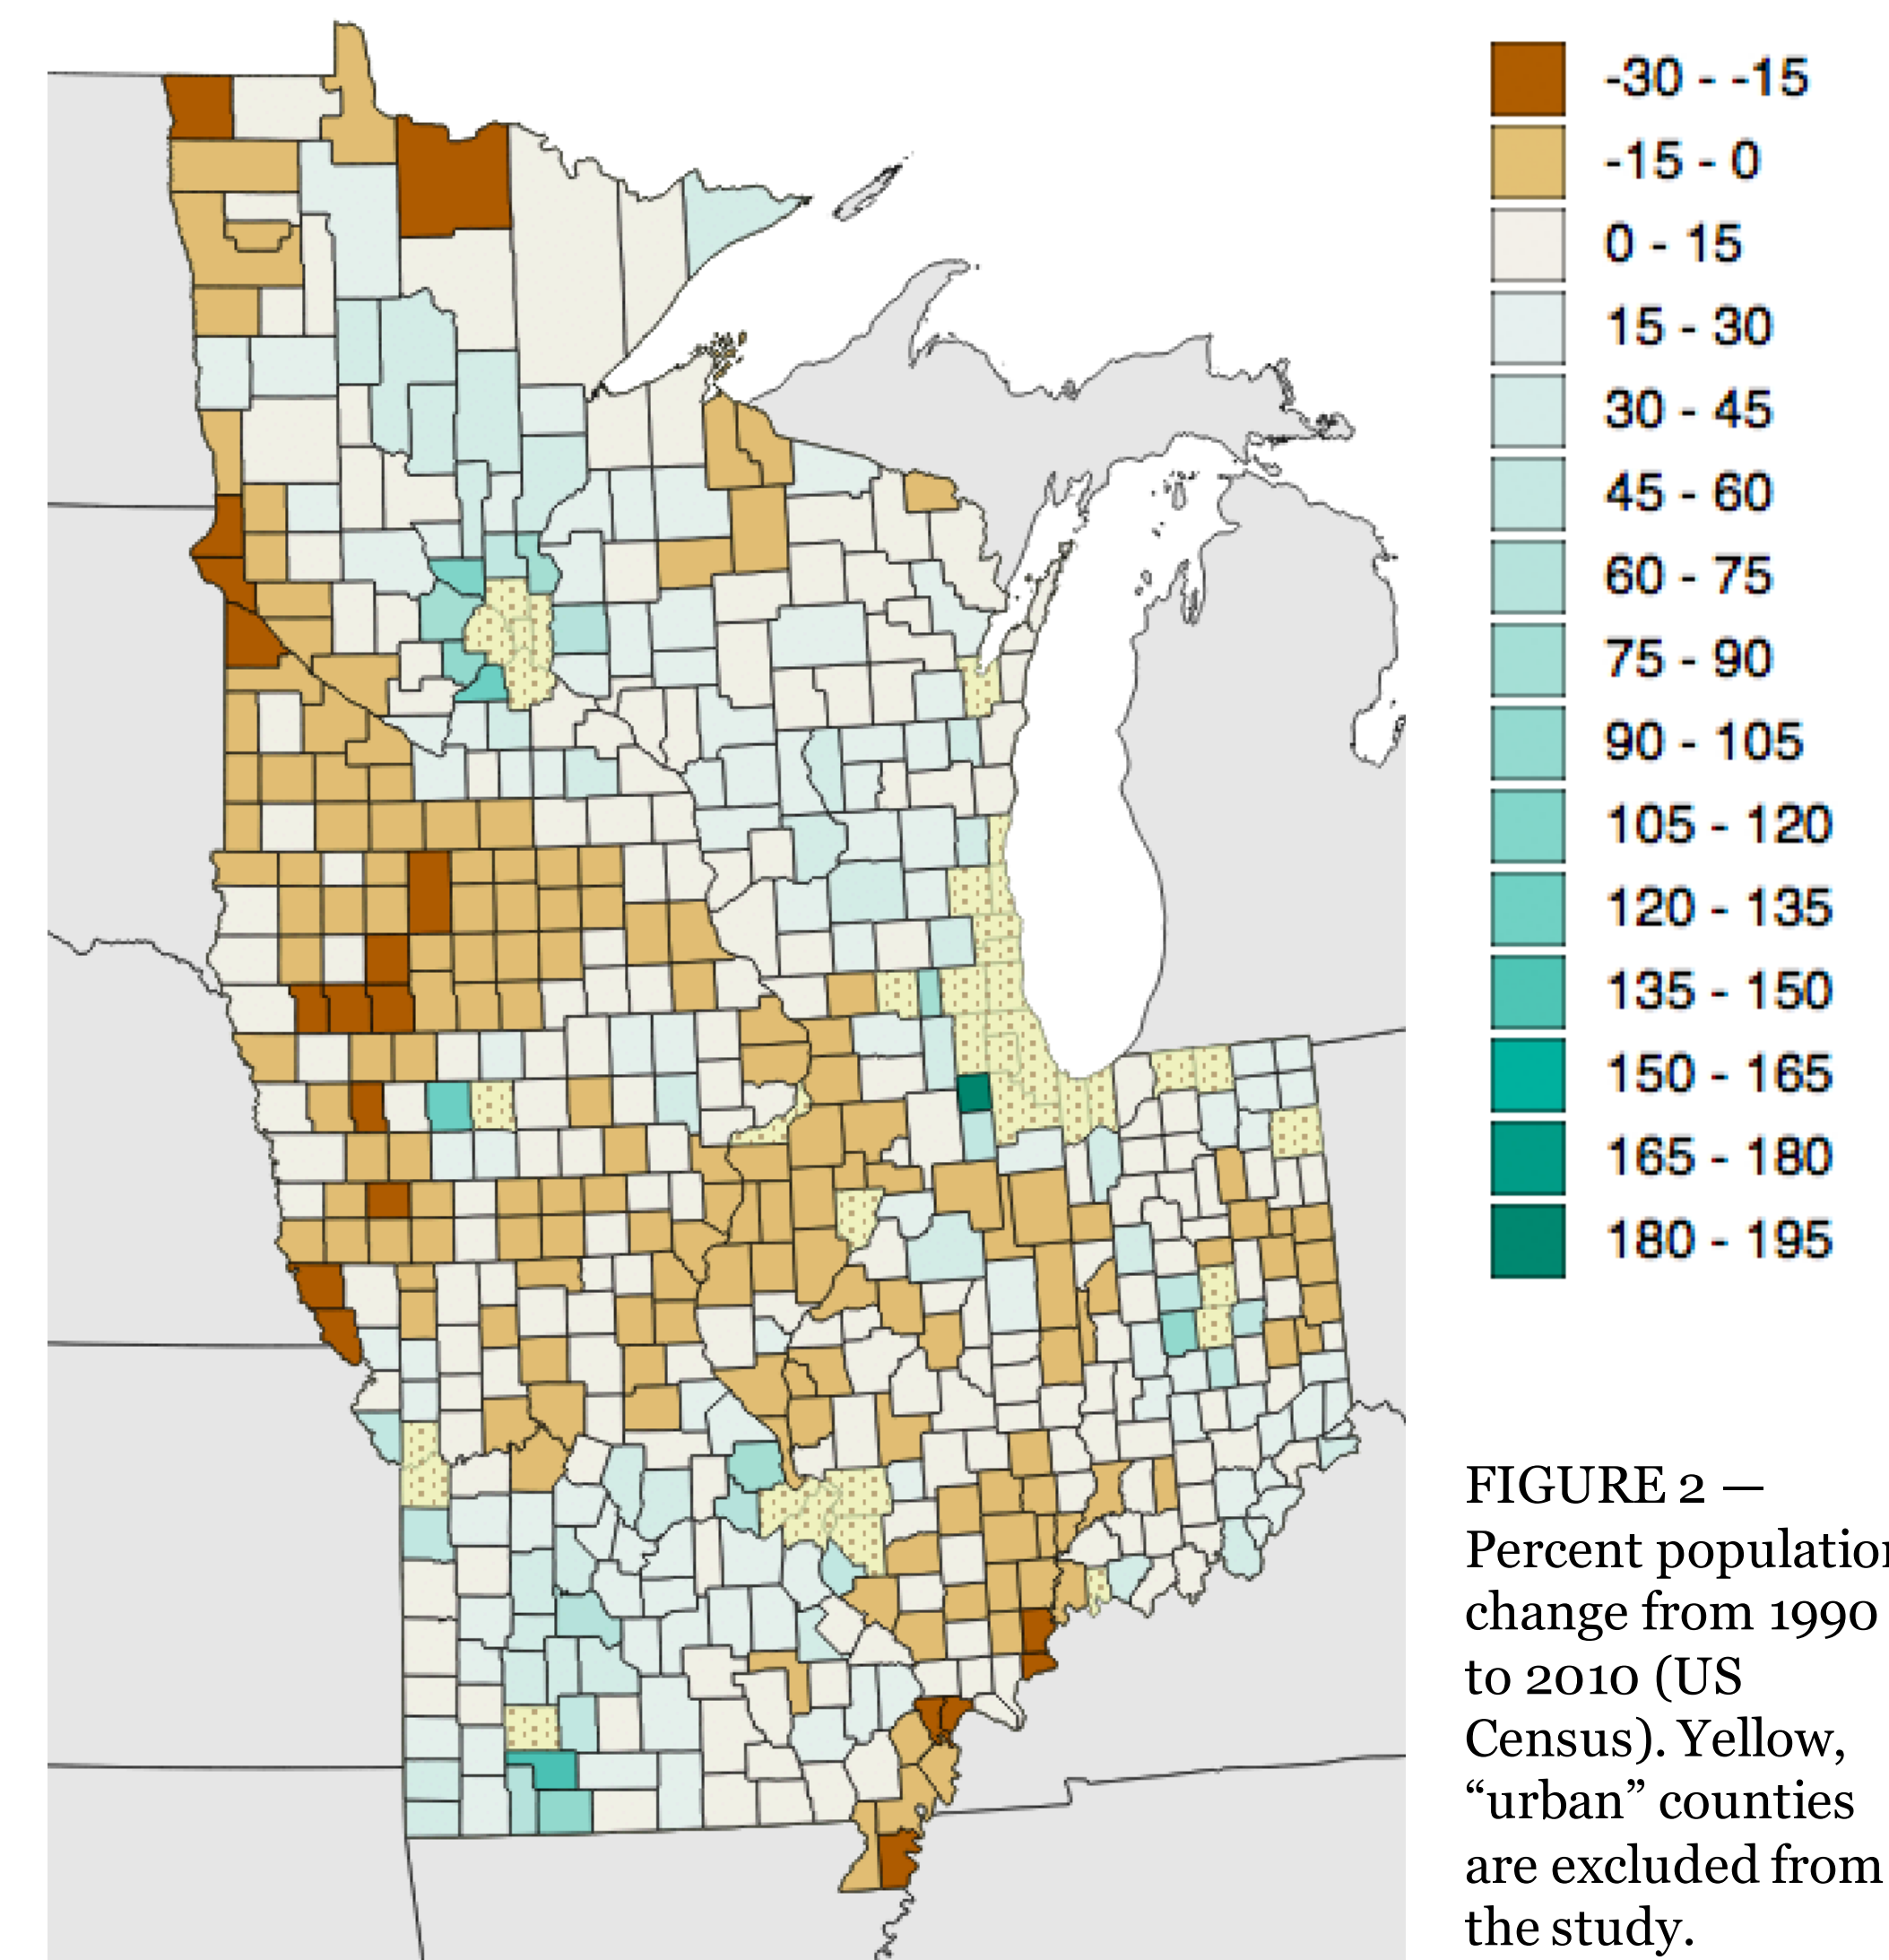 -30 - -15
-15 - 0
0 - 15
15 - 30
30 - 45
45 - 60
60 - 75
75 - 90
90 - 105
105 - 120
120 - 135
135 - 150
150 - 165
165 - 180
180 - 195
FIGURE 2 —
Percent population
change from 1990
to 2010 (US
Census). Yellow,
“urban” counties
are excluded from
the study.